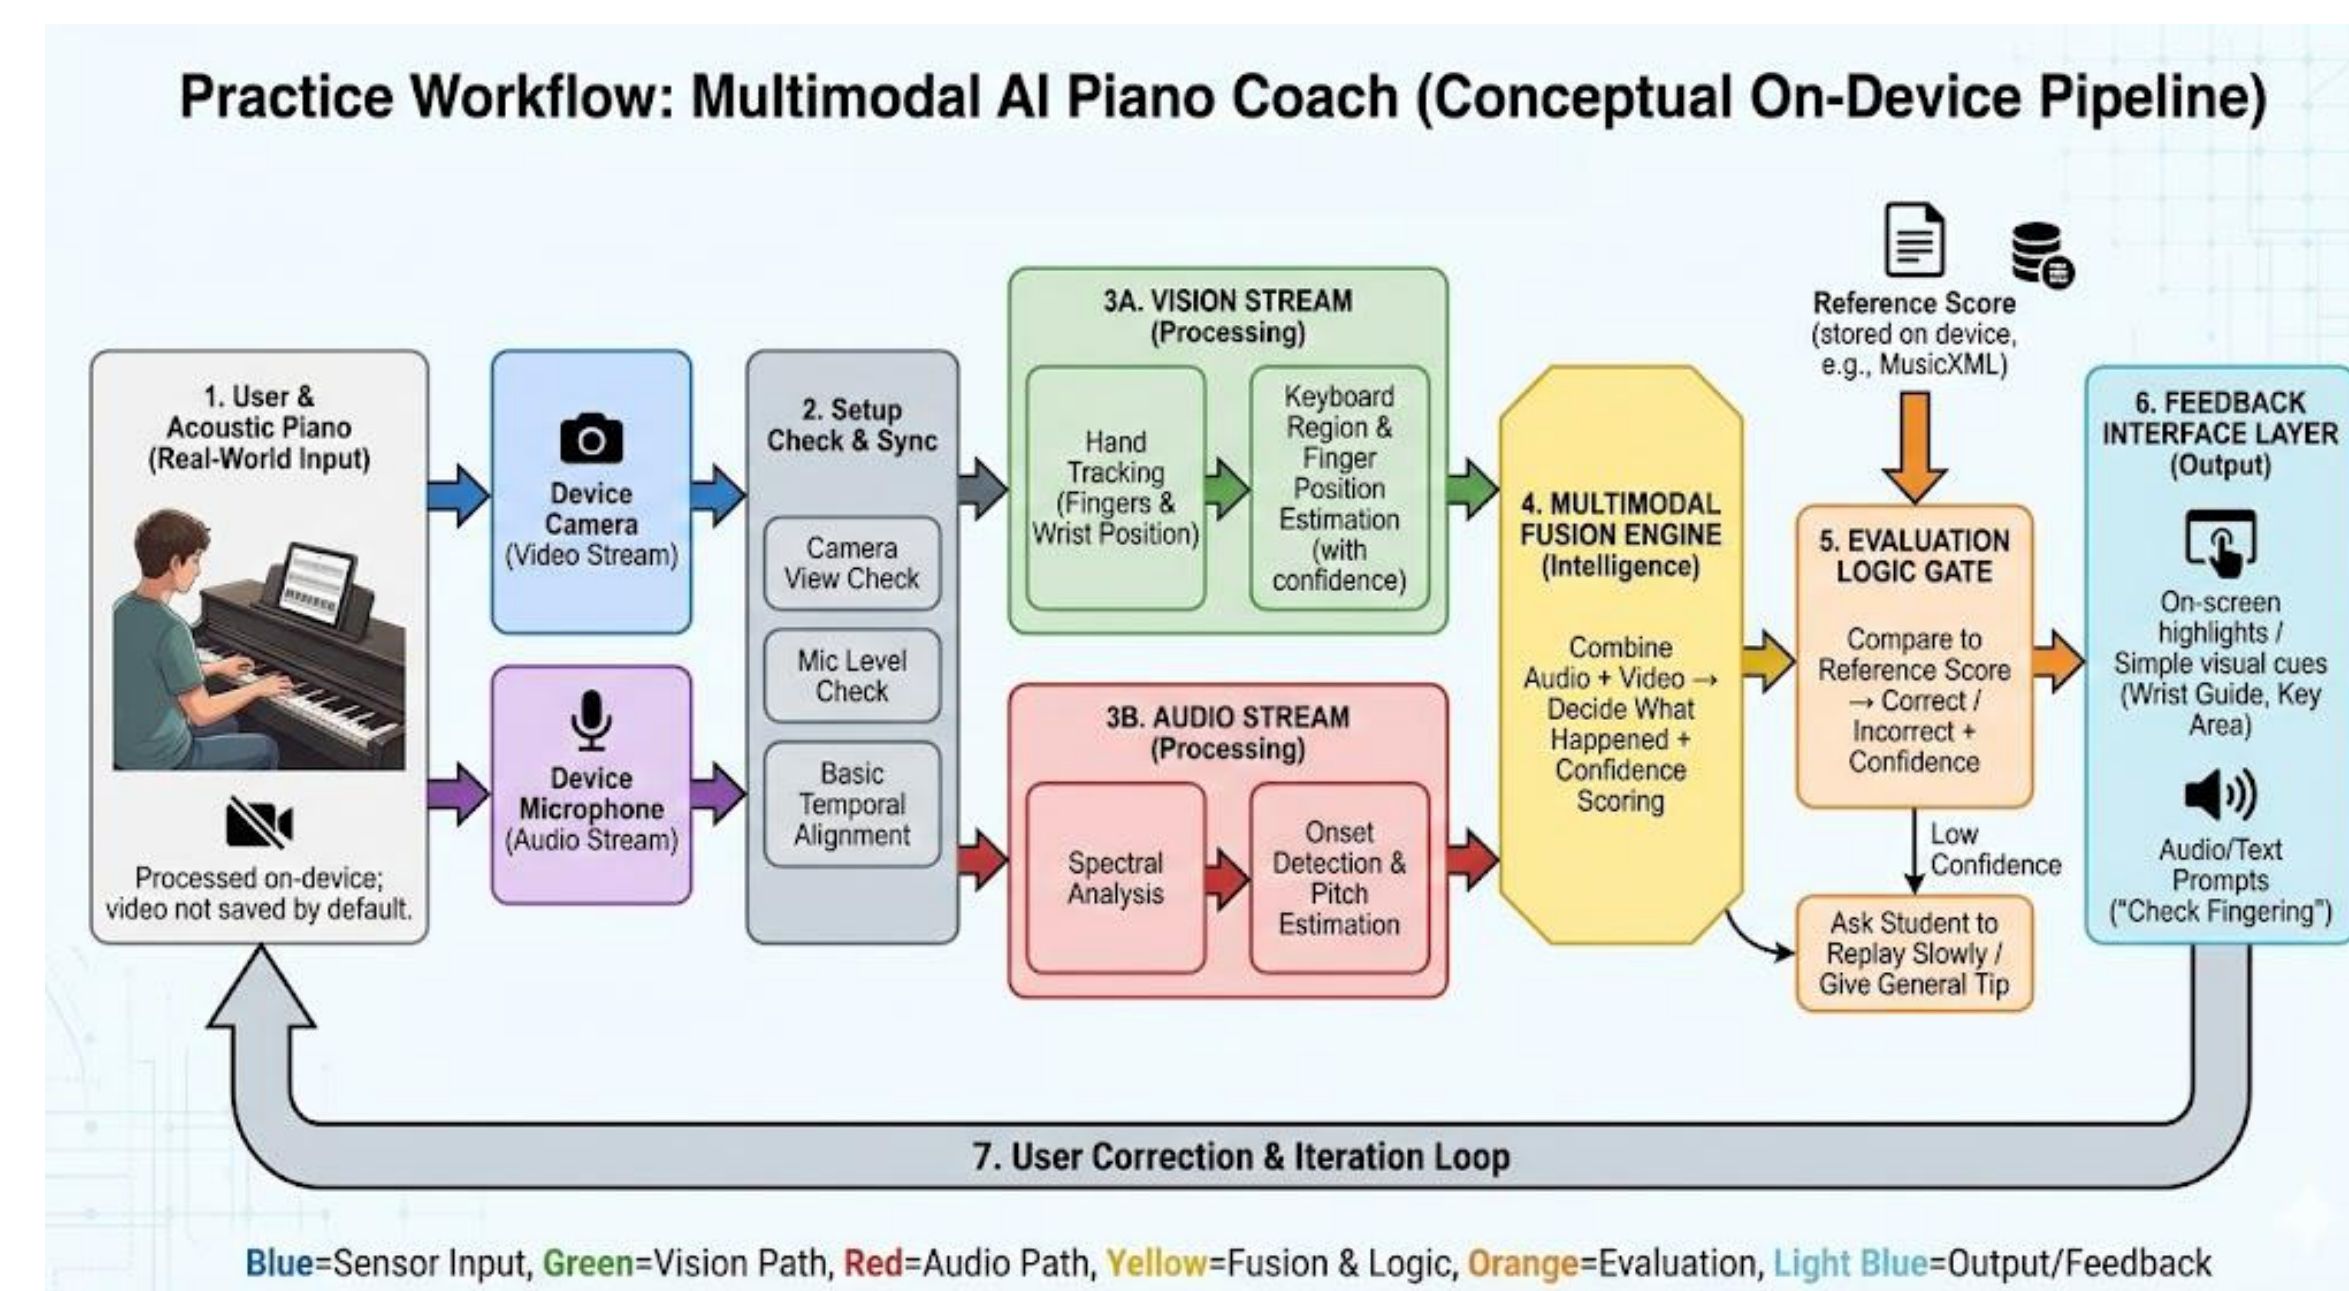 Practice Workflow: Multimodal AI Piano Coach (Conceptual On-Device Pipeline)
1. User &
Acoustic Piano
(Real-World Input)
Processed on-device;
video not saved by default.
Device
Camera
(Video Stream)
Device
Microphone
(Audio Stream)
2. Setup
Check & Sync
Camera
View Check
Mic Level
Check
Basic
Temporal
Alignment
3A. VISION STREAM
(Processing)
Hand
Tracking
(Fingers &
Wrist Position)
Keyboard
Region &
Finger
Position
Estimation
(with
confidence)
3B. AUDIO STREAM
(Processing)
Spectral
Analysis
Onset
Detection &
Pitch
Estimation
4. MULTIMODAL
FUSION ENGINE
(Intelligence)
Combine
Audio + Video →
Decide What
Happened +
Confidence
Scoring
Reference Score
(stored on device,
e.g., MusicXML)
5. EVALUATION
LOGIC GATE
Compare to
Reference Score
→ Correct /
Incorrect +
Confidence
Low
Confidence
Ask Student to
Replay Slowly /
Give General Tip
6. FEEDBACK
INTERFACE LAYER
(Output)
On-screen
highlights /
Simple visual cues
(Wrist Guide, Key
Area)
Audio/Text
Prompts
("Check Fingering")
7. User Correction & Iteration Loop
Blue=Sensor Input, Green=Vision Path, Red=Audio Path, Yellow=Fusion & Logic, Orange=Evaluation, Light Blue=Output/Feedback